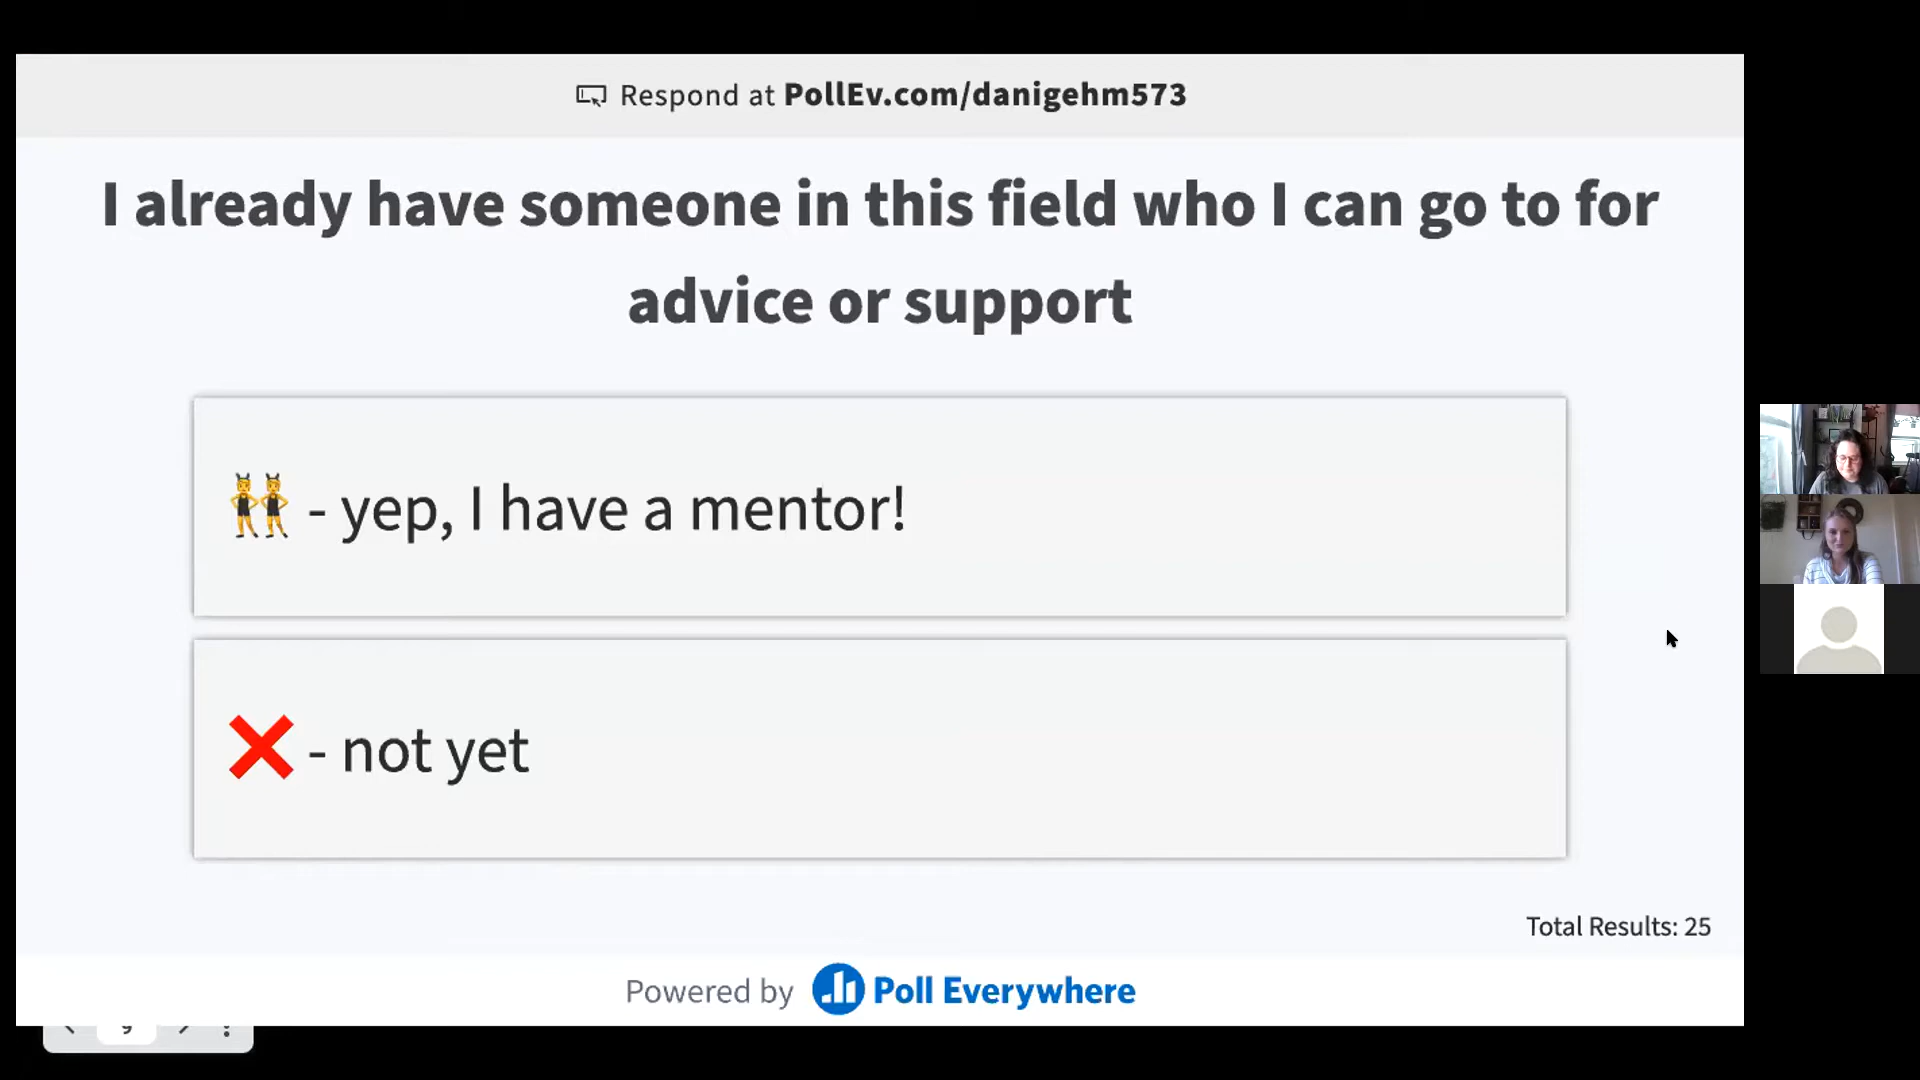 Respond at PollEv.com/danigehm573
I already have someone in this field who I can go to for
advice or support
👯 - yep, I have a mentor!
❌ - not yet
Total Results: 25
Powered by Poll Everywhere
9